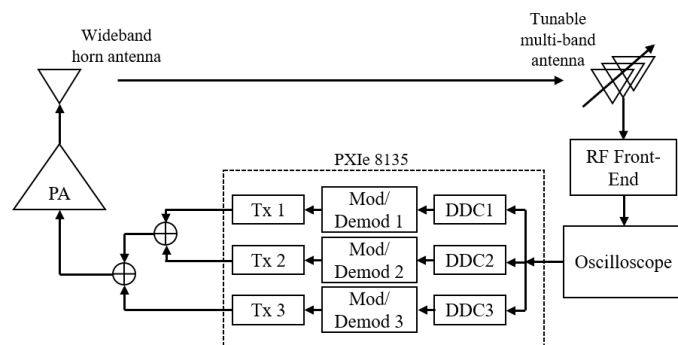 Wideband
horn antenna
Tunable
multi-band
antenna
PXIe 8135
RF Front-
End
PA
Tx 1
Mod/
Demod 1
DDC1
Tx 2
Mod/
Demod 2
DDC2
Oscilloscope
Tx 3
Mod/
Demod 3
DDC3